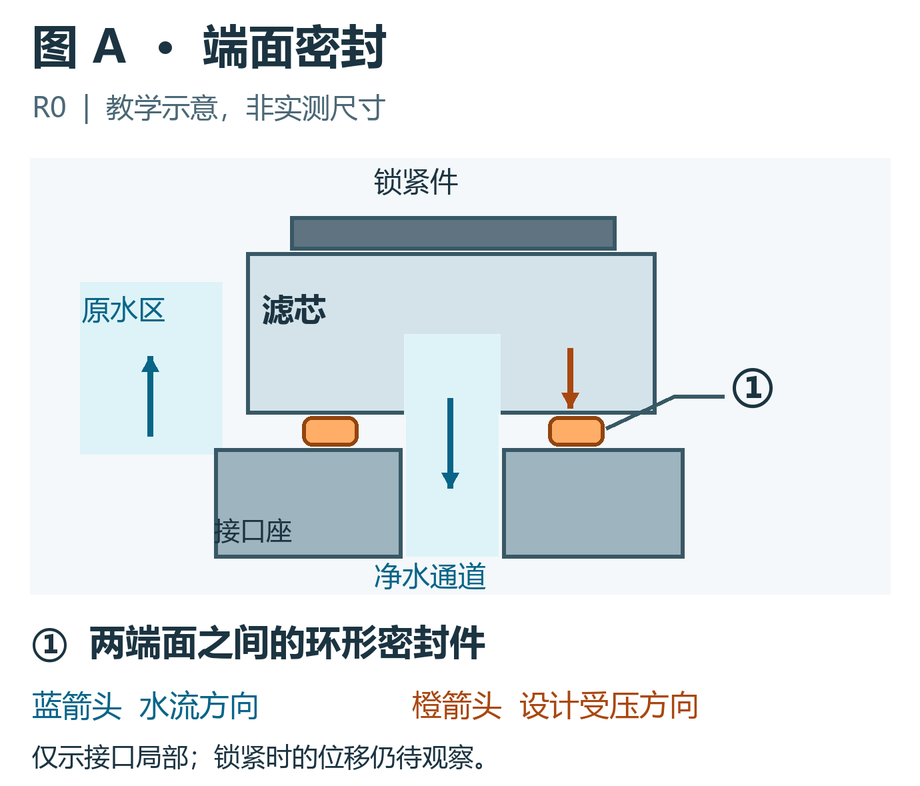 图 A · 端面密封
R0 | 教学示意，非实测尺寸
锁紧件
原水区
滤芯
①
接口座
净水通道
① 两端面之间的环形密封件
蓝箭头 水流方向
橙箭头 设计受压方向
仅示接口局部；锁紧时的位移仍待观察。